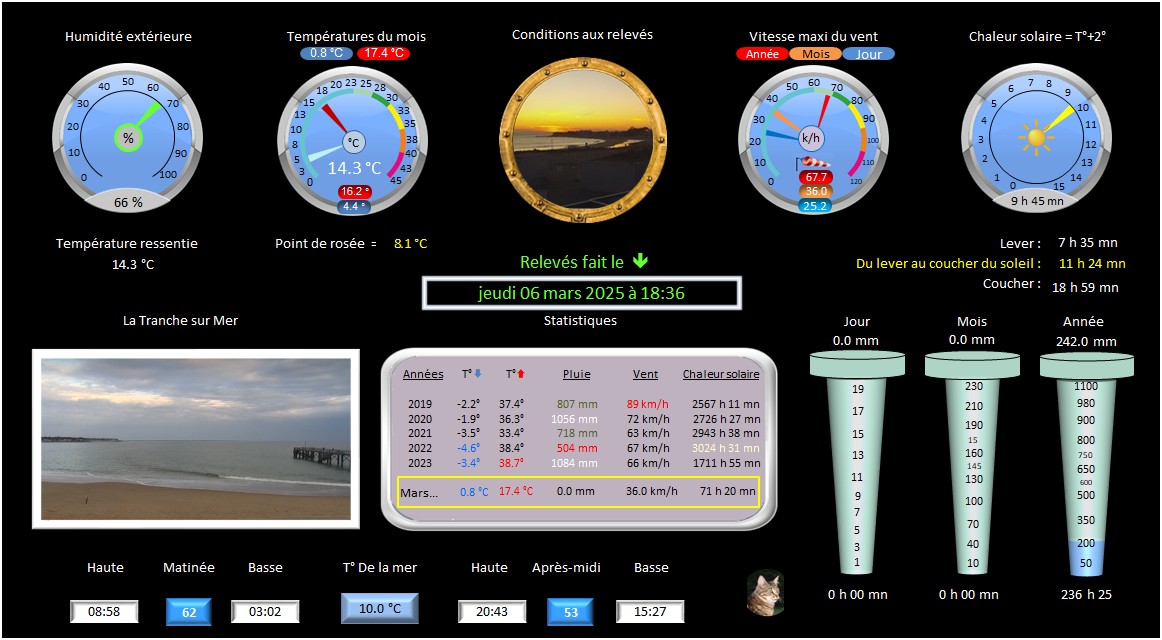 Humidité extérieure
0 10 20 30 40 50 60 70 80 90 100
%
66 %
Températures du mois
0.8 °C 17.4 °C
0 3 5 8 10 13 15 18 20 23 25 28 30 33 35 38 40 43 45
°C
14.3 °C
16.2 °
4.4 °
Conditions aux relevés
Vitesse maxi du vent
Année Mois Jour
0 10 20 30 40 50 60 70 80 90 100 110 120
k/h
67.7
36.0
25.2
Chaleur solaire = T°+2°
0 1 2 3 4 5 6 7 8 9 10 11 12 13 14 15
9 h 45 mn
Température ressentie
14.3 °C
Point de rosée = 8.1 °C
Relevés fait le
jeudi 06 mars 2025 à 18:36
Lever : 7 h 35 mn
Du lever au coucher du soleil : 11 h 24 mn
Coucher : 18 h 59 mn
La Tranche sur Mer
Statistiques
Années T° T° Pluie Vent Chaleur solaire
2019 -2.2° 37.4° 807 mm 89 km/h 2567 h 11 mn
2020 -1.9° 36.3° 1056 mm 72 km/h 2726 h 27 mn
2021 -3.5° 33.4° 718 mm 63 km/h 2943 h 38 mn
2022 -4.6° 38.4° 504 mm 67 km/h 3024 h 31 mn
2023 -3.4° 38.7° 1084 mm 66 km/h 1711 h 55 mn
Mars... 0.8 °C 17.4 °C 0.0 mm 36.0 km/h 71 h 20 mn
Jour
0.0 mm
19
17
15
13
11
9
7
5
3
1
0 h 00 mn
Mois
0.0 mm
230
210
190
15
160
145
130
100
70
40
10
0 h 00 mn
Année
242.0 mm
1100
980
900
800
750
650
600
500
350
200
50
236 h 25
Haute Matinée Basse
08:58 62 03:02
T° De la mer
10.0 °C
Haute Après-midi Basse
20:43 53 15:27